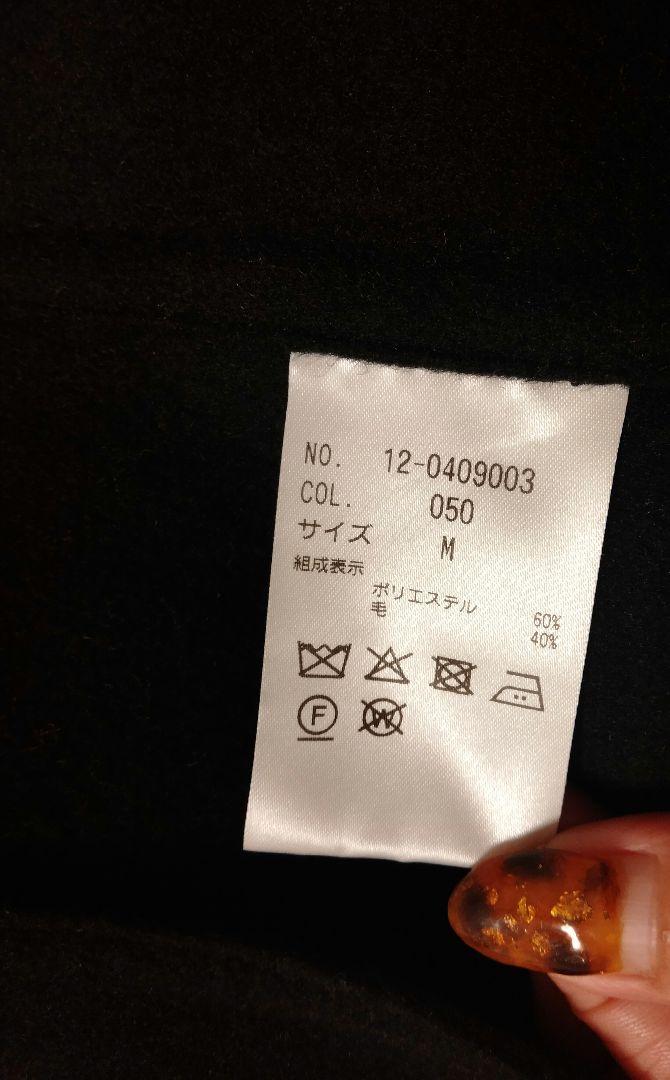 NO. 12-0409003
COL. 050
サイズ M
組成表示
ポリエステル 60%
毛 40%
F
W